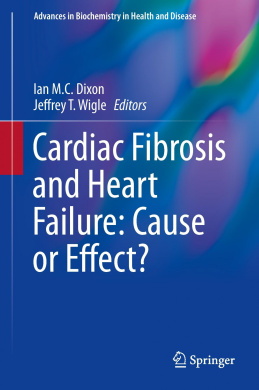 Advances in Biochemistry in Health and Disease
Ian M.C. Dixon
Jeffrey T. Wigle Editors
Cardiac Fibrosis
and Heart
Failure: Cause
or Effect?
Springer